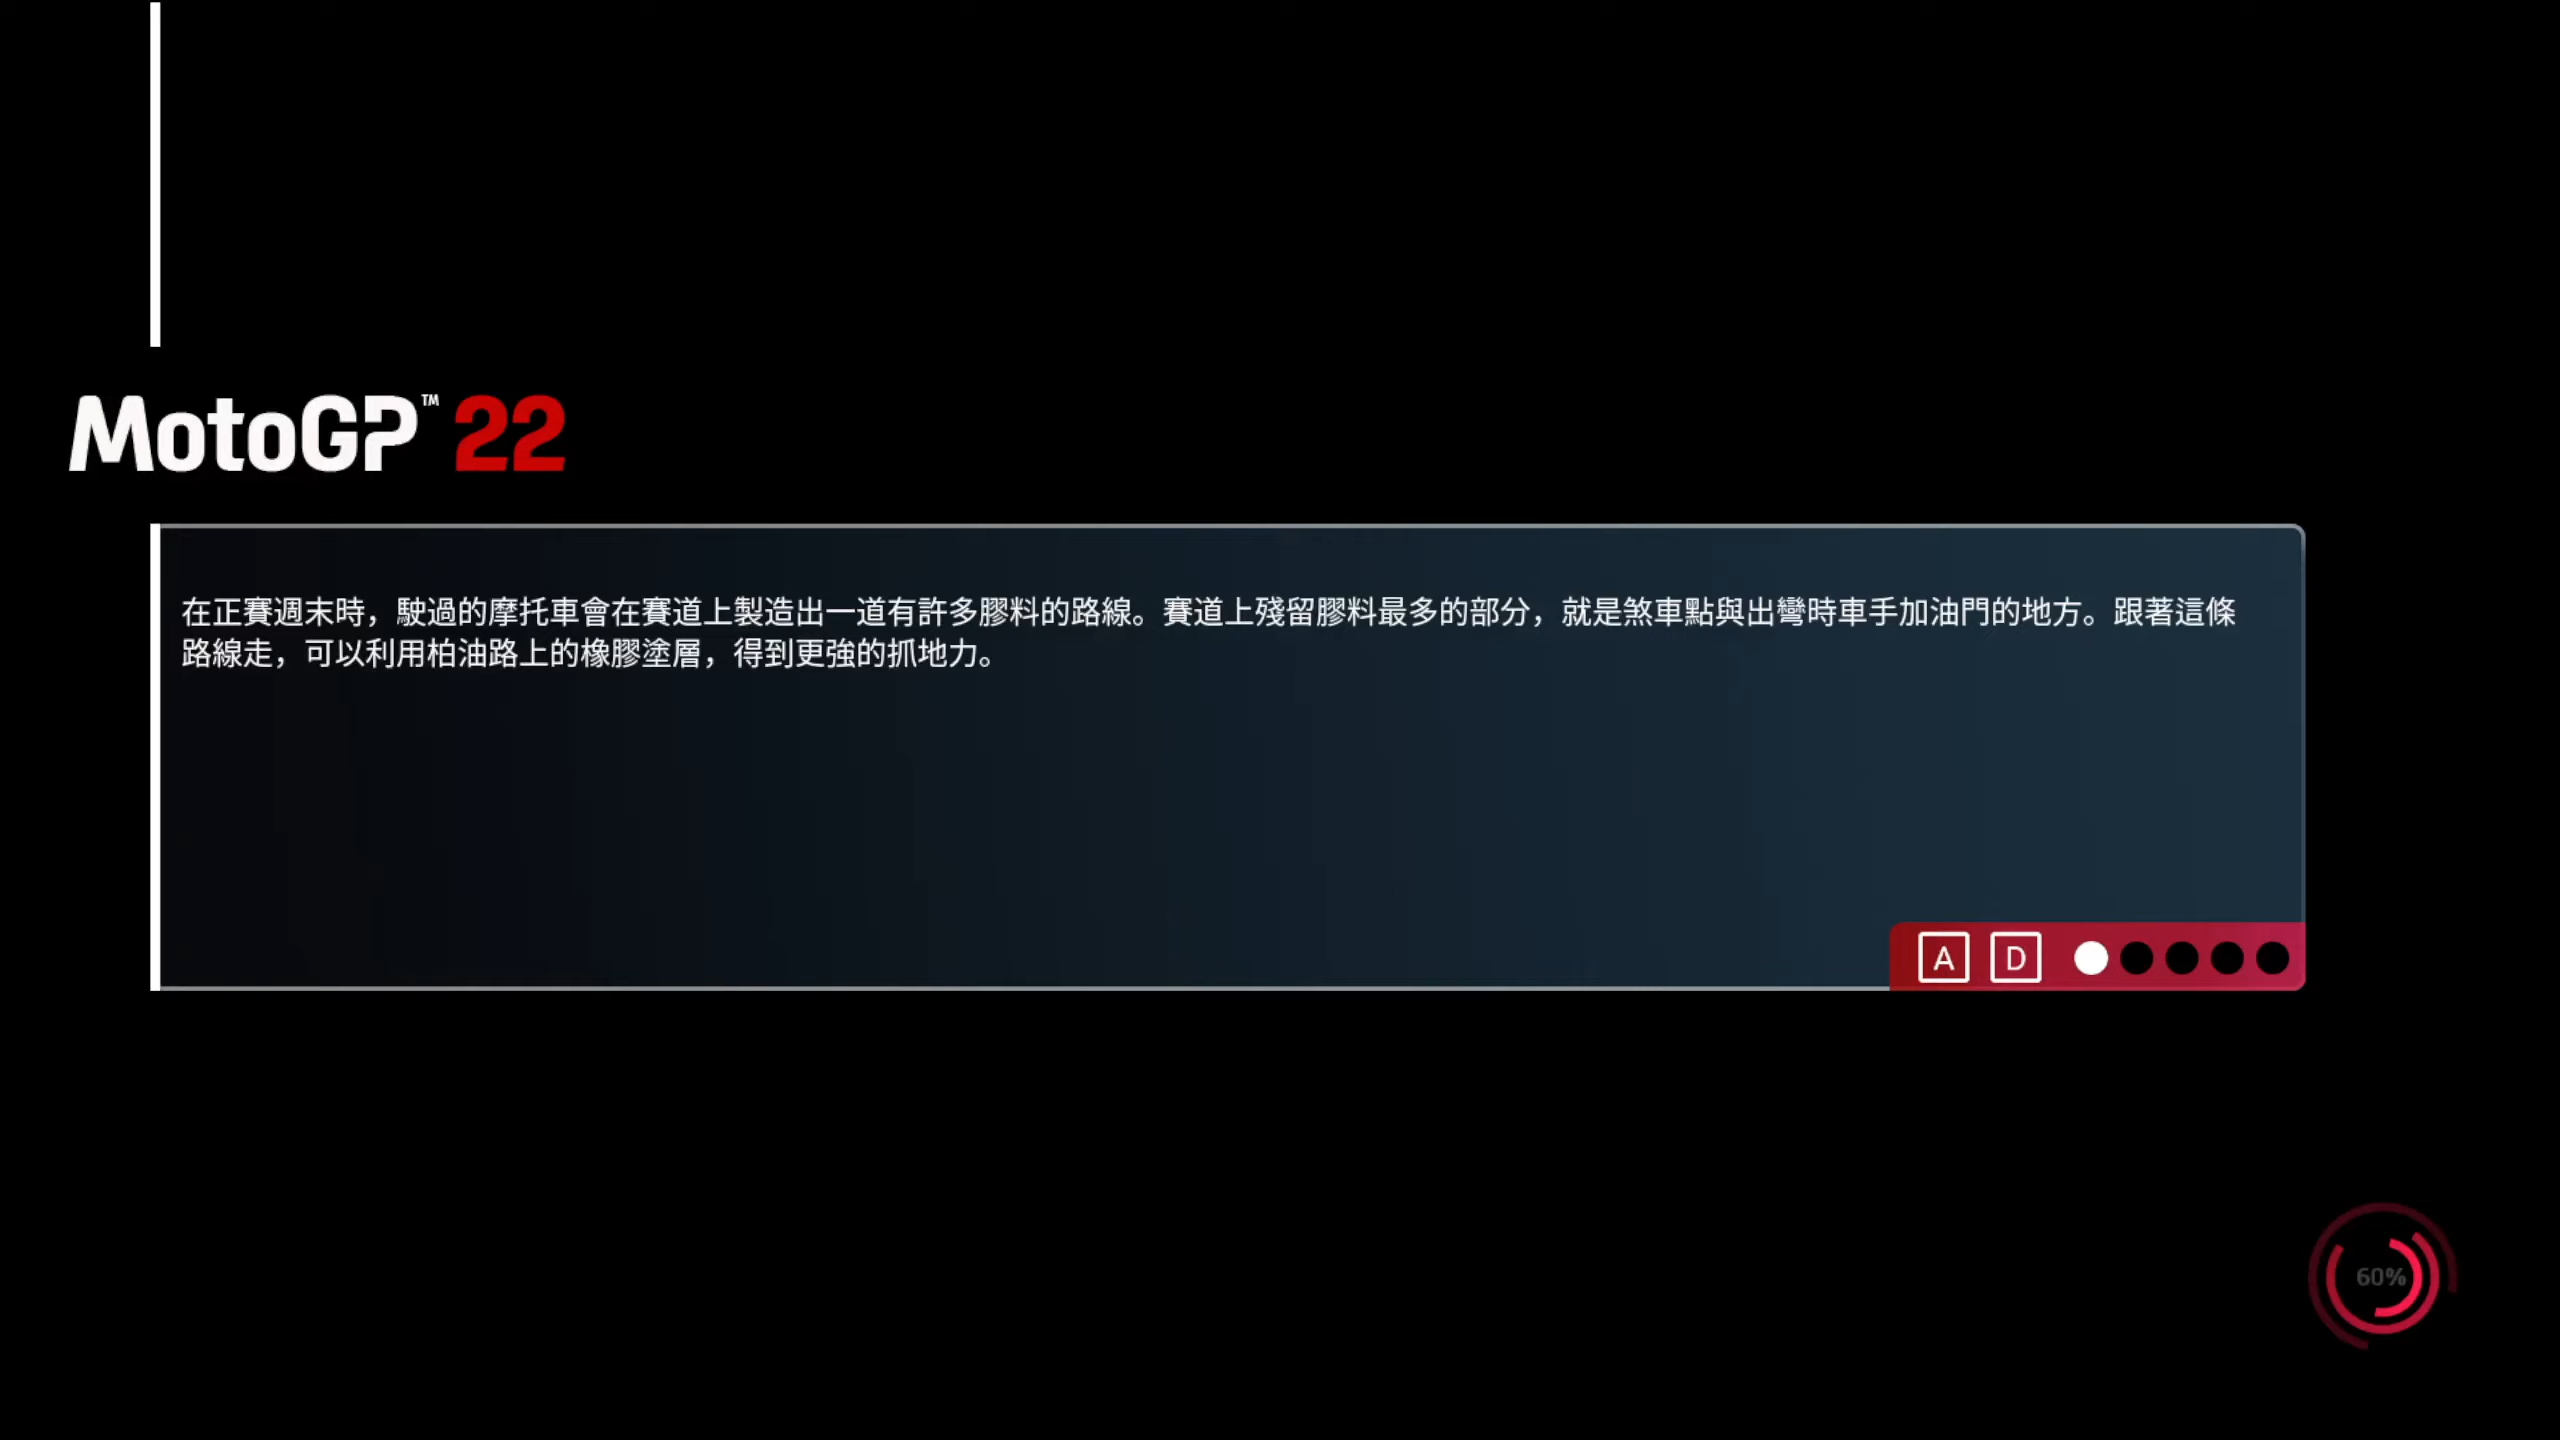 MotoGP™ 22
在正賽週末時，駛過的摩托車會在賽道上製造出一道有許多膠料的路線。賽道上殘留膠料最多的部分，就是煞車點與出彎時車手加油門的地方。跟著這條
路線走，可以利用柏油路上的橡膠塗層，得到更強的抓地力。
A D
60%